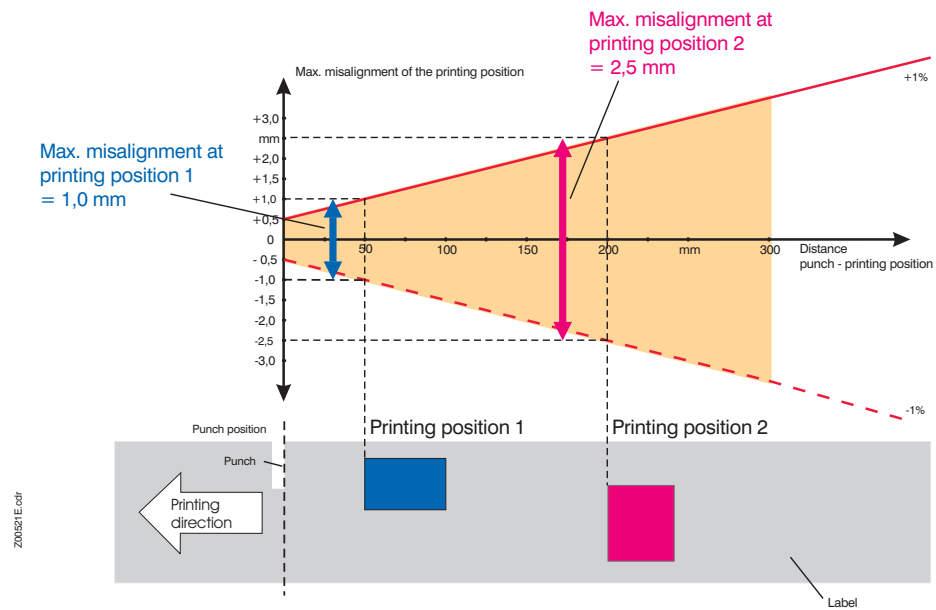 Max. misalignment at
printing position 2
= 2,5 mm
Max. misalignment of the printing position
+1%
+3,0
mm
+2,0
+1,5
+1,0
+0,5
0
- 0,5
-1,0
-1,5
-2,0
-2,5
-3,0
Max. misalignment at
printing position 1
= 1,0 mm
50
100
150
200
mm
300
Distance
punch - printing position
-1%
Punch position
Printing position 1
Printing position 2
Punch
Printing
direction
Z00521E.cdr
Label